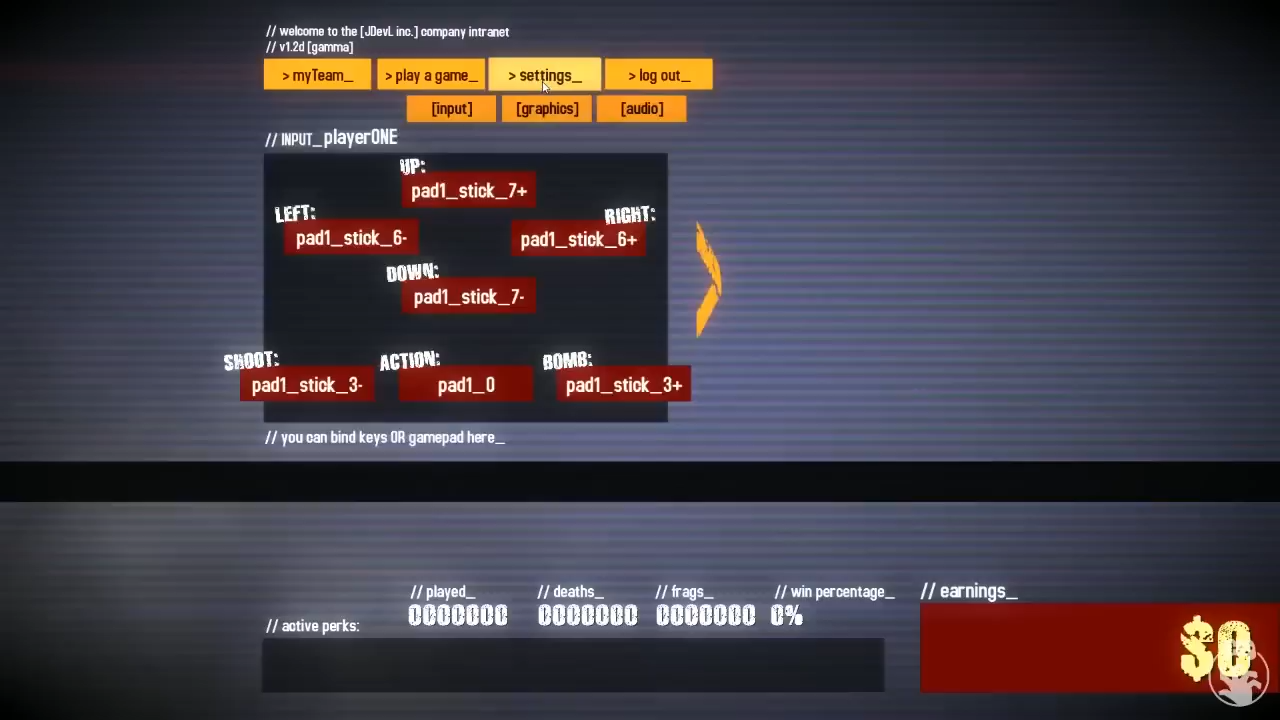 // welcome to the [JDevL inc.] company intranet
// v1.2d [gamma]
> myTeam_ > play a game_ > settings_ > log out_
[input] [graphics] [audio]
// INPUT_playerONE
UP:
pad1_stick_7+
LEFT: RIGHT:
pad1_stick_6- pad1_stick_6+
DOWN:
pad1_stick_7-
SHOOT: ACTION: BOMB:
pad1_stick_3- pad1_0 pad1_stick_3+
// you can bind keys OR gamepad here_
// played_ // deaths_ // frags_ // win percentage_ // earnings_
0000000 0000000 0000000 0%
// active perks:
$0